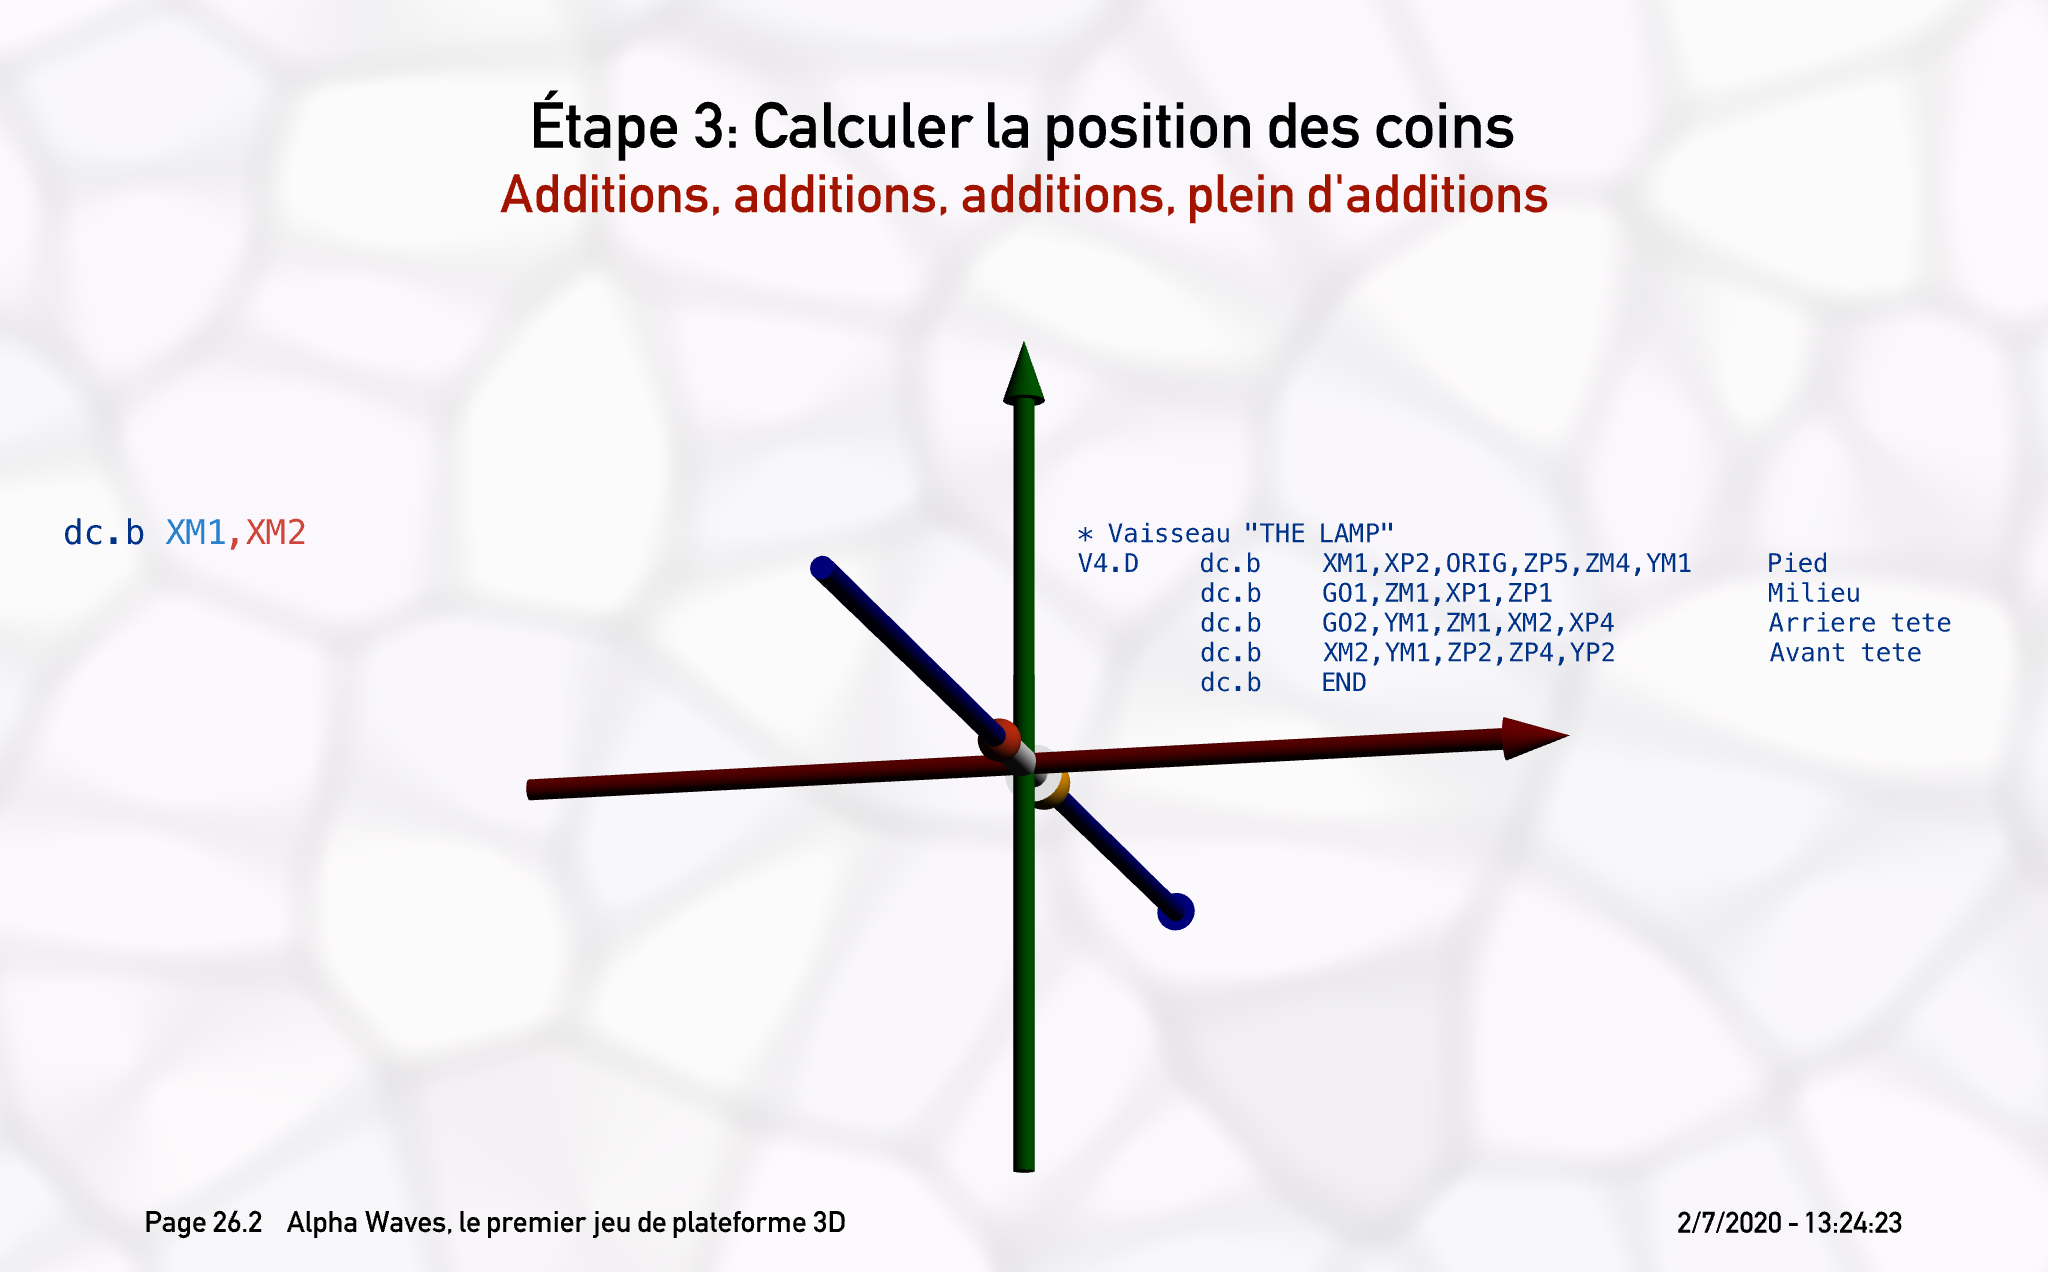 Étape 3: Calculer la position des coins
Additions, additions, additions, plein d'additions
dc.b XM1,XM2
* Vaisseau "THE LAMP"
V4.D dc.b XM1,XP2,ORIG,ZP5,ZM4,YM1 Pied
dc.b GO1,ZM1,XP1,ZP1 Milieu
dc.b GO2,YM1,ZM1,XM2,XP4 Arriere tete
dc.b XM2,YM1,ZP2,ZP4,YP2 Avant tete
dc.b END
Page 26.2 Alpha Waves, le premier jeu de plateforme 3D
2/7/2020 - 13:24:23